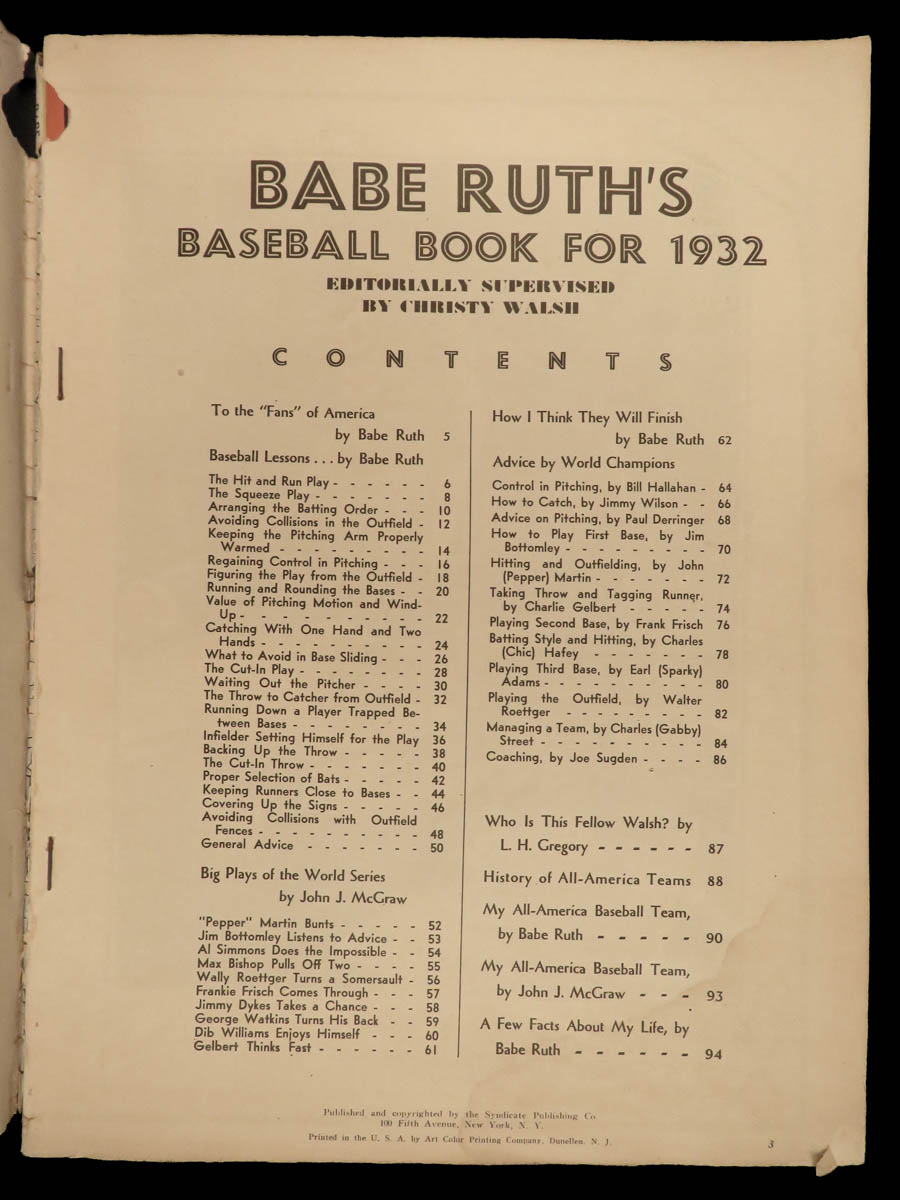 BABE RUTH'S
BASEBALL BOOK FOR 1932
EDITORIALLY SUPERVISED
BY CHRISTY WALSH
CONTENTS
To the "Fans" of America
by Babe Ruth 5
Baseball Lessons . . . by Babe Ruth
The Hit and Run Play - - - - - - 6
The Squeeze Play - - - - - - - 8
Arranging the Batting Order - - - 10
Avoiding Collisions in the Outfield - 12
Keeping the Pitching Arm Properly
Warmed - - - - - - - - - 14
Regaining Control in Pitching - - - 16
Figuring the Play from the Outfield - 18
Running and Rounding the Bases - - 20
Value of Pitching Motion and Wind-
Up - - - - - - - - - - 22
Catching With One Hand and Two
Hands - - - - - - - - - - 24
What to Avoid in Base Sliding - - - 26
The Cut-In Play - - - - - - - 28
Waiting Out the Pitcher - - - - 30
The Throw to Catcher from Outfield - 32
Running Down a Player Trapped Be-
tween Bases - - - - - - - - 34
Infielder Setting Himself for the Play 36
Backing Up the Throw - - - - - 38
The Cut-In Throw - - - - - - 40
Proper Selection of Bats - - - - - 42
Keeping Runners Close to Bases - - 44
Covering Up the Signs - - - - - 46
Avoiding Collisions with Outfield
Fences - - - - - - - - - - 48
General Advice - - - - - - - 50
Big Plays of the World Series
by John J. McGraw
"Pepper" Martin Bunts - - - - - 52
Jim Bottomley Listens to Advice - - 53
Al Simmons Does the Impossible - - 54
Max Bishop Pulls Off Two - - - - 55
Wally Roettger Turns a Somersault - 56
Frankie Frisch Comes Through - - - 57
Jimmy Dykes Takes a Chance - - - 58
George Watkins Turns His Back - - 59
Dib Williams Enjoys Himself - - - 60
Gelbert Thinks Fast - - - - - - 61
How I Think They Will Finish
by Babe Ruth 62
Advice by World Champions
Control in Pitching, by Bill Hallahan - 64
How to Catch, by Jimmy Wilson - - 66
Advice on Pitching, by Paul Derringer 68
How to Play First Base, by Jim
Bottomley - - - - - - - - - 70
Hitting and Outfielding, by John
(Pepper) Martin - - - - - - - 72
Taking Throw and Tagging Runner,
by Charlie Gelbert - - - - - 74
Playing Second Base, by Frank Frisch 76
Batting Style and Hitting, by Charles
(Chic) Hafey - - - - - - - 78
Playing Third Base, by Earl (Sparky)
Adams - - - - - - - - - - 80
Playing the Outfield, by Walter
Roettger - - - - - - - - - 82
Managing a Team, by Charles (Gabby)
Street - - - - - - - - - - 84
Coaching, by Joe Sugden - - - - 86
Who Is This Fellow Walsh? by
L. H. Gregory - - - - - - 87
History of All-America Teams 88
My All-America Baseball Team,
by Babe Ruth - - - - - 90
My All-America Baseball Team,
by John J. McGraw - - - 93
A Few Facts About My Life, by
Babe Ruth - - - - - - 94
Published and copyrighted by the Syndicate Publishing Co.
100 Fifth Avenue, New York, N. Y.
Printed in the U. S. A. by Art Color Printing Company, Dunellen, N. J.
3